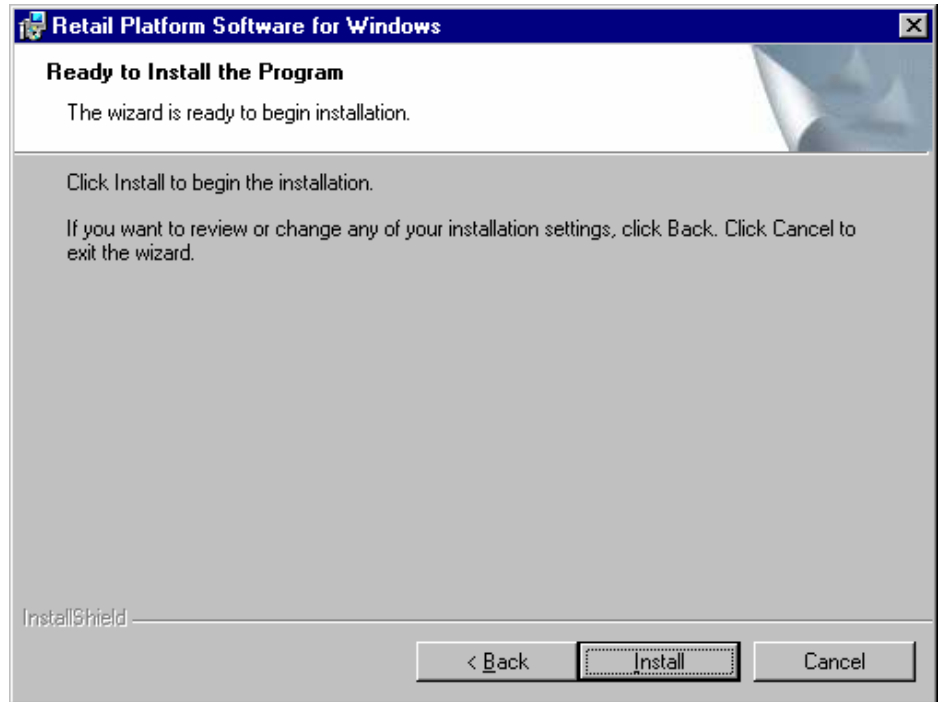 Retail Platform Software for Windows
Ready to Install the Program
The wizard is ready to begin installation.
Click Install to begin the installation.
If you want to review or change any of your installation settings, click Back. Click Cancel to
exit the wizard.
InstallShield
< Back
Install
Cancel